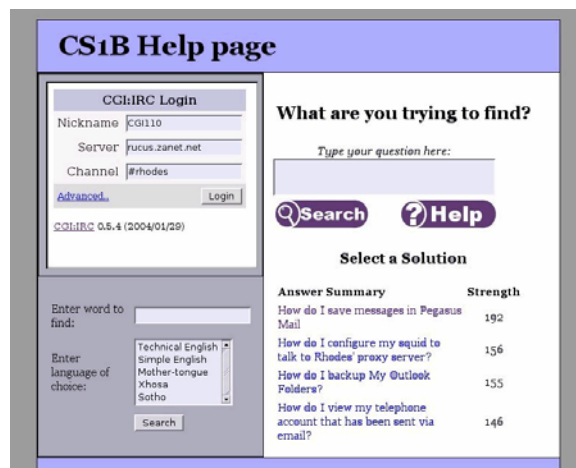 CS1B Help page
CGI:IRC Login
Nickname CGI110
Server rucus.zanet.net
Channel #rhodes
Advanced.. Login
CGI:IRC 0.5.4 (2004/01/29)
Enter word to
find:
Enter
language of
choice:
Technical English
Simple English
Mother-tongue
Xhosa
Sotho
Search
What are you trying to find?
Type your question here:
Search ? Help
Select a Solution
Answer Summary Strength
How do I save messages in Pegasus
Mail 192
How do I configure my squid to
talk to Rhodes' proxy server? 156
How do I backup My Outlook
Folders? 155
How do I view my telephone
account that has been sent via
email? 146